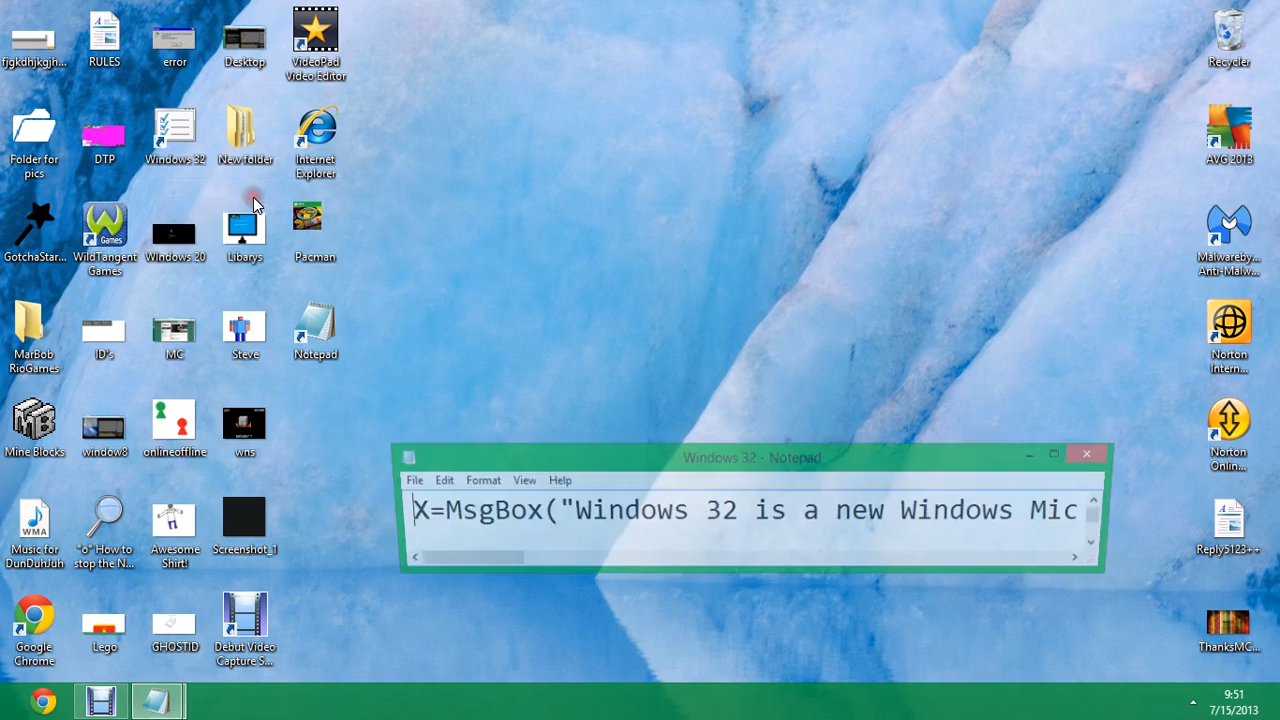 fjgkdhjkgjh...
RULES
error
Desktop
VideoPad
Video Editor
Recycler
Folder for
pics
DTP
Windows 32
New folder
Internet
Explorer
AVG 2013
GotchaStar...
Games
WildTangent
Games
Windows 20
Libarys
Pacman
Malwareby...
Anti-Malw...
MarBob
RioGames
ID's
MC
Steve
Notepad
Norton
Intern...
MB
Mine Blocks
window8
onlineoffline
wns
Norton
Onlin...
Windows 32 - Notepad
File Edit Format View Help
X=MsgBox("Windows 32 is a new Windows Mic
WMA
Music for
DunDuhJuh
"o" How to
stop the N...
Awesome
Shirt!
Screenshot_1
Reply5123++
Google
Chrome
Lego
GHOSTID
Debut Video
Capture S...
ThanksMC...
9:51
7/15/2013